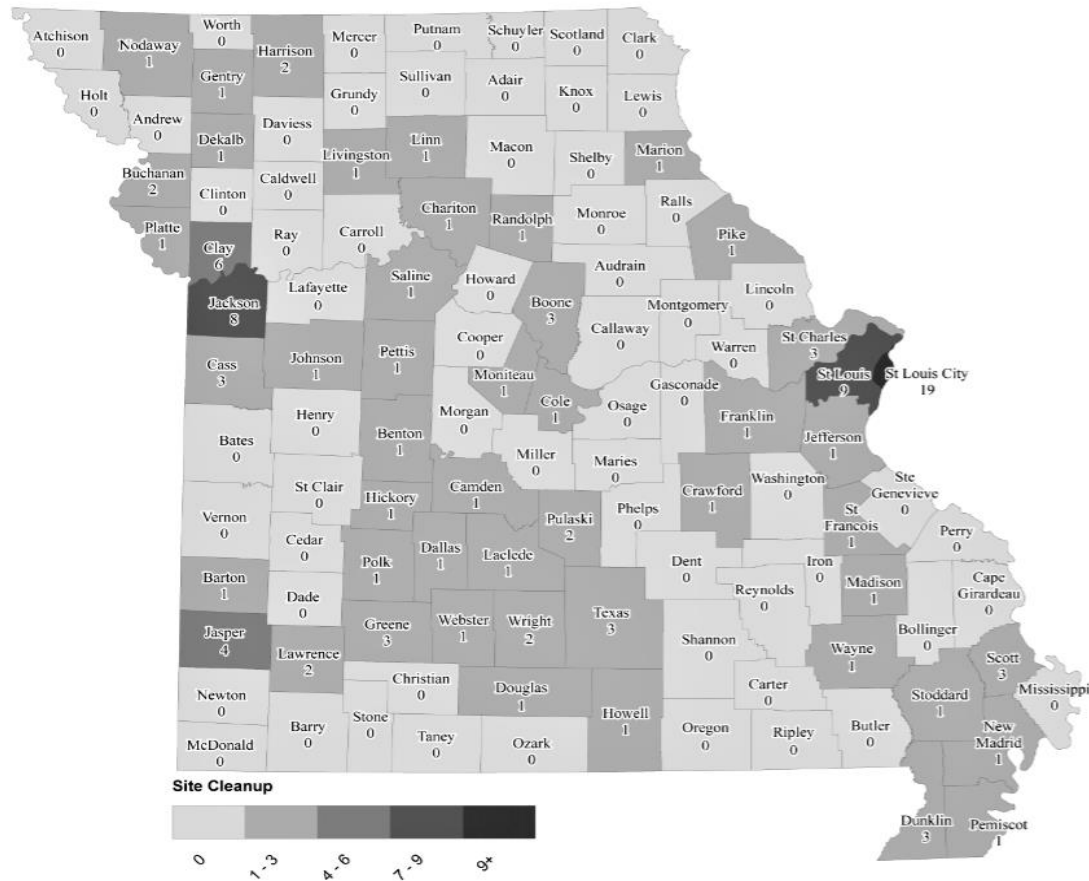 Atchison
0
Nodaway
1
Worth
0
Harrison
2
Mercer
0
Putnam
0
Schuyler
0
Scotland
0
Clark
0
Holt
0
Gentry
1
Grundy
0
Sullivan
0
Adair
0
Knox
0
Lewis
0
Andrew
0
Daviess
0
Dekalb
1
Livingston
1
Linn
1
Macon
0
Shelby
0
Marion
1
Buchanan
2
Clinton
0
Caldwell
0
Chariton
1
Randolph
1
Monroe
0
Ralls
0
Platte
1
Clay
6
Ray
0
Carroll
0
Pike
1
Jackson
8
Lafayette
0
Saline
1
Howard
0
Boone
3
Audrain
0
Callaway
0
Montgomery
0
Lincoln
0
Warren
0
St Charles
3
Cass
3
Johnson
1
Pettis
1
Cooper
0
Moniteau
1
Cole
1
Osage
0
Gasconade
0
Franklin
1
St Louis
9
St Louis City
19
Henry
0
Morgan
0
Jefferson
1
Bates
0
Benton
1
Miller
0
Maries
0
St Clair
0
Hickory
1
Camden
1
Pulaski
2
Phelps
0
Crawford
1
Washington
0
Ste
Genevieve
0
St
Francois
1
Perry
0
Vernon
0
Cedar
0
Polk
1
Dallas
1
Laclede
1
Dent
0
Iron
0
Madison
1
Cape
Girardeau
0
Barton
1
Dade
0
Reynolds
0
Bollinger
0
Jasper
4
Lawrence
2
Greene
3
Webster
1
Wright
2
Texas
3
Shannon
0
Wayne
1
Scott
3
Mississippi
0
Newton
0
Christian
0
Douglas
1
Howell
1
Carter
0
Stoddard
1
New
Madrid
1
McDonald
0
Barry
0
Stone
0
Taney
0
Ozark
0
Oregon
0
Ripley
0
Butler
0
Dunklin
3
Pemiscot
1
Site Cleanup
0
1 - 3
4 - 6
7 - 9
9+